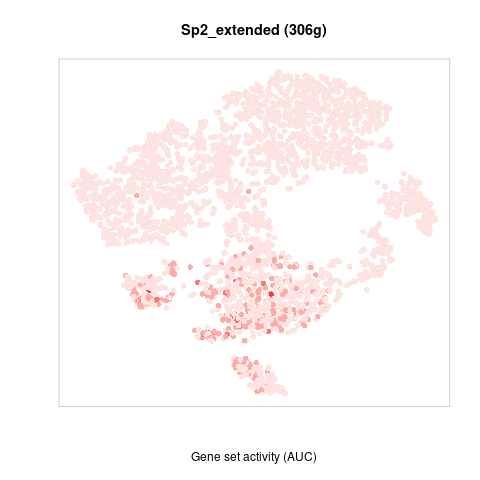 Sp2_extended (306g)
Gene set activity (AUC)